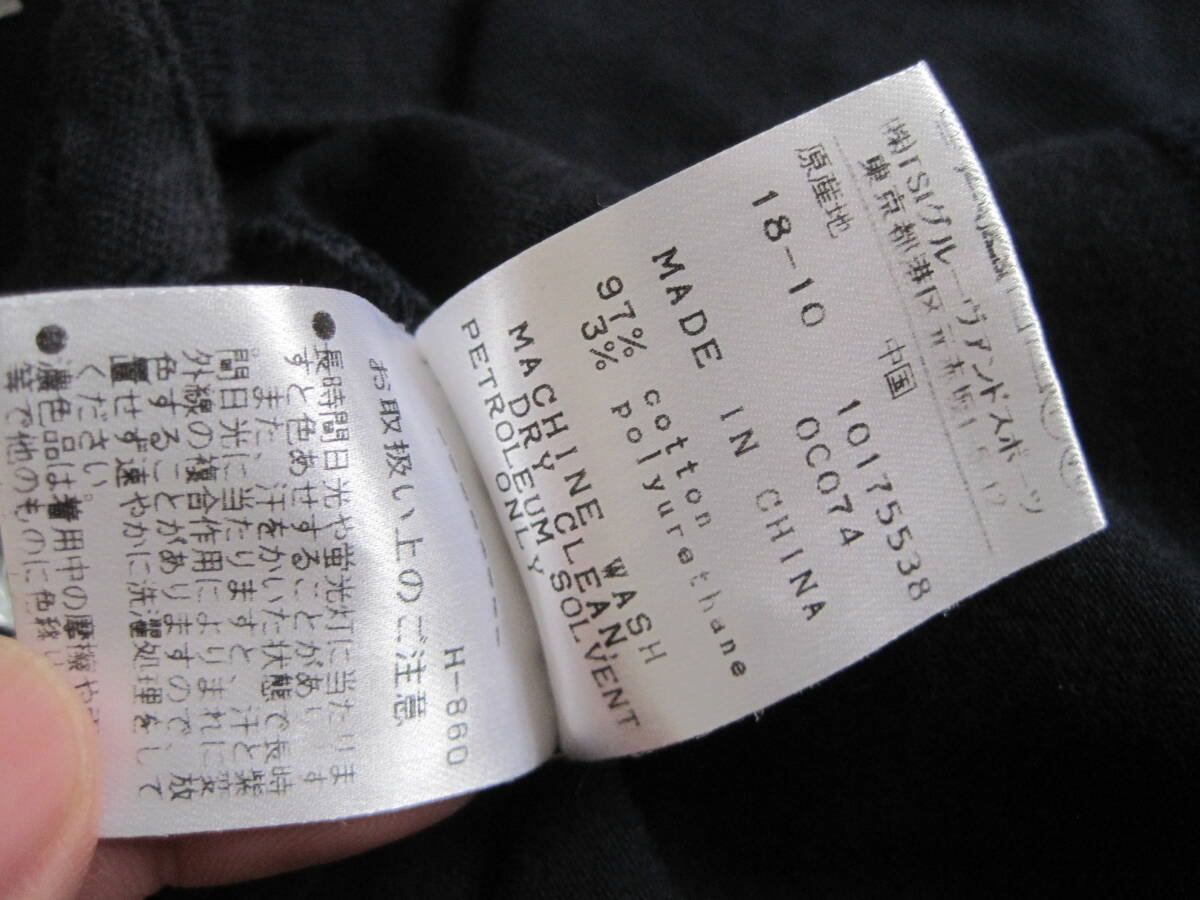 ㈱TSIグルーヴアンドスポーツ
東京都港区
原産地 中国
18-10 10175538
0C074
MADE IN CHINA
97% cotton
3% polyurethane
MACHINE WASH
DRY CLEAN,
PETROLEUM SOLVENT
ONLY
H-860
お取扱い上のご注意
●長時間日光や蛍光灯に当たりま
すと色あせすることがあります
また、汗をかいた状態で長時
間日光に当たりますと、汗と紫
外線の複合作用により、まれに変
色することがありますので、放
置せず速やかに洗濯処理をして
ください。
●濃色品は着用中の摩擦や
等で他のものに色移い